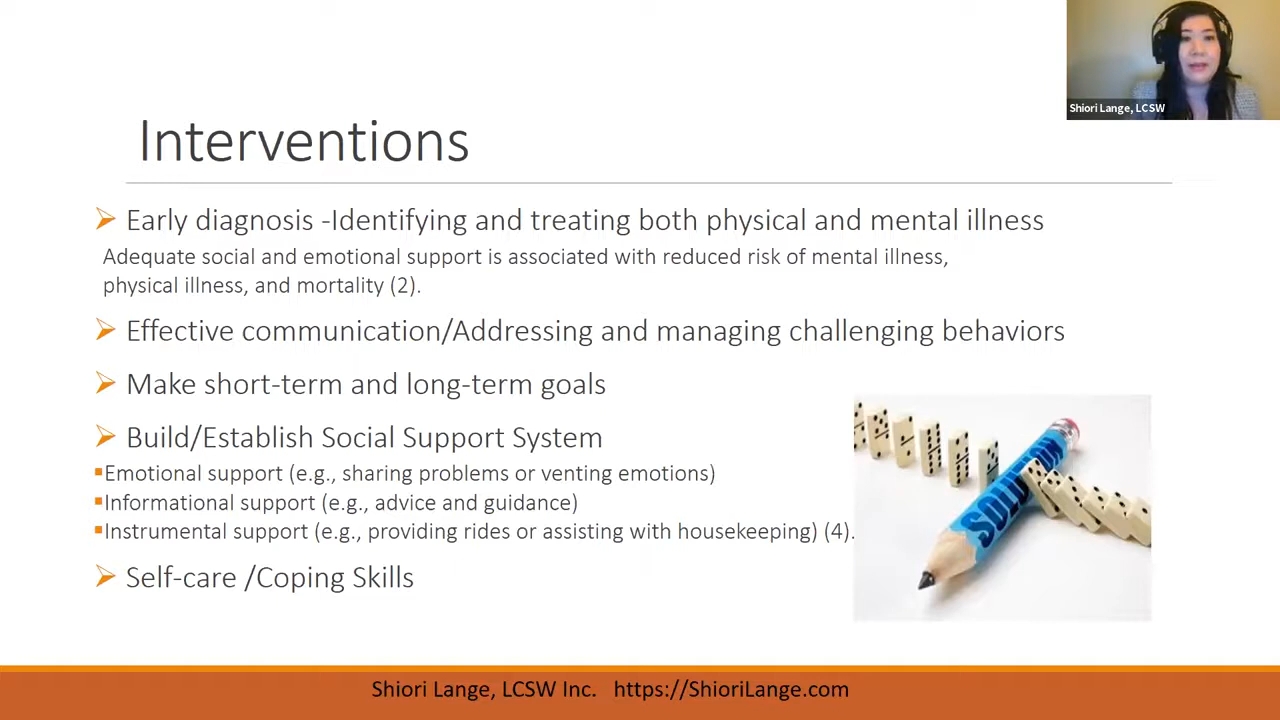 Shiori Lange, LCSW
Interventions
Early diagnosis -Identifying and treating both physical and mental illness
Adequate social and emotional support is associated with reduced risk of mental illness,
physical illness, and mortality (2).
Effective communication/Addressing and managing challenging behaviors
Make short-term and long-term goals
Build/Establish Social Support System
Emotional support (e.g., sharing problems or venting emotions)
Informational support (e.g., advice and guidance)
Instrumental support (e.g., providing rides or assisting with housekeeping) (4).
Self-care /Coping Skills
SOLUTION
Shiori Lange, LCSW Inc. https://ShioriLange.com